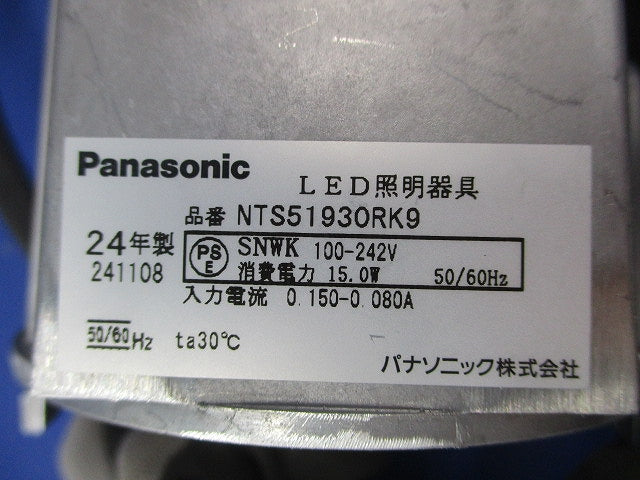 Panasonic
LED照明器具
品番 NTS51930RK9
24年製
241108
PS
E
SNWK 100-242V
消費電力 15.0W 50/60Hz
入力電流 0.150-0.080A
50/60Hz ta30℃
パナソニック株式会社